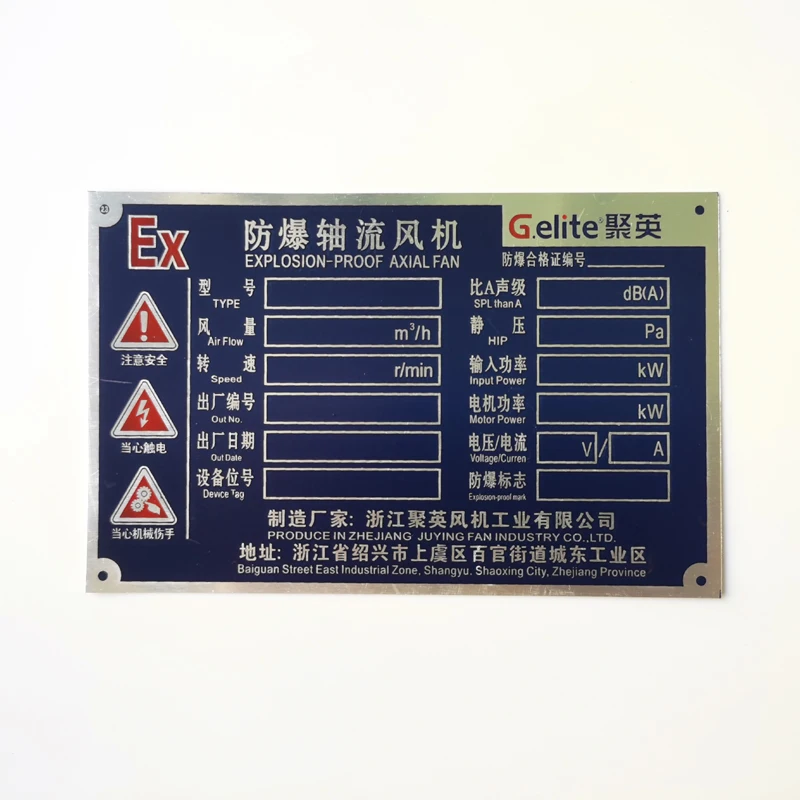 23
Ex
防爆轴流风机
EXPLOSION-PROOF AXIAL FAN
G.elite®聚英
防爆合格证编号
型号
TYPE
比A声级 dB(A)
SPL than A
风量 m³/h
Air Flow
静压 Pa
HIP
转速 r/min
Speed
输入功率 kW
Input Power
出厂编号
Out No.
电机功率 kW
Motor Power
出厂日期
Out Date
电压/电流 V / A
Voltage/Curren
设备位号
Device Tag
防爆标志
Explosion-proof mark
注意安全
当心触电
当心机械伤手
制造厂家: 浙江聚英风机工业有限公司
PRODUCE IN ZHEJIANG JUYING FAN INDUSTRY CO.,LTD.
地址: 浙江省绍兴市上虞区百官街道城东工业区
Baiguan Street East Industrial Zone, Shangyu. Shaoxing City, Zhejiang Province